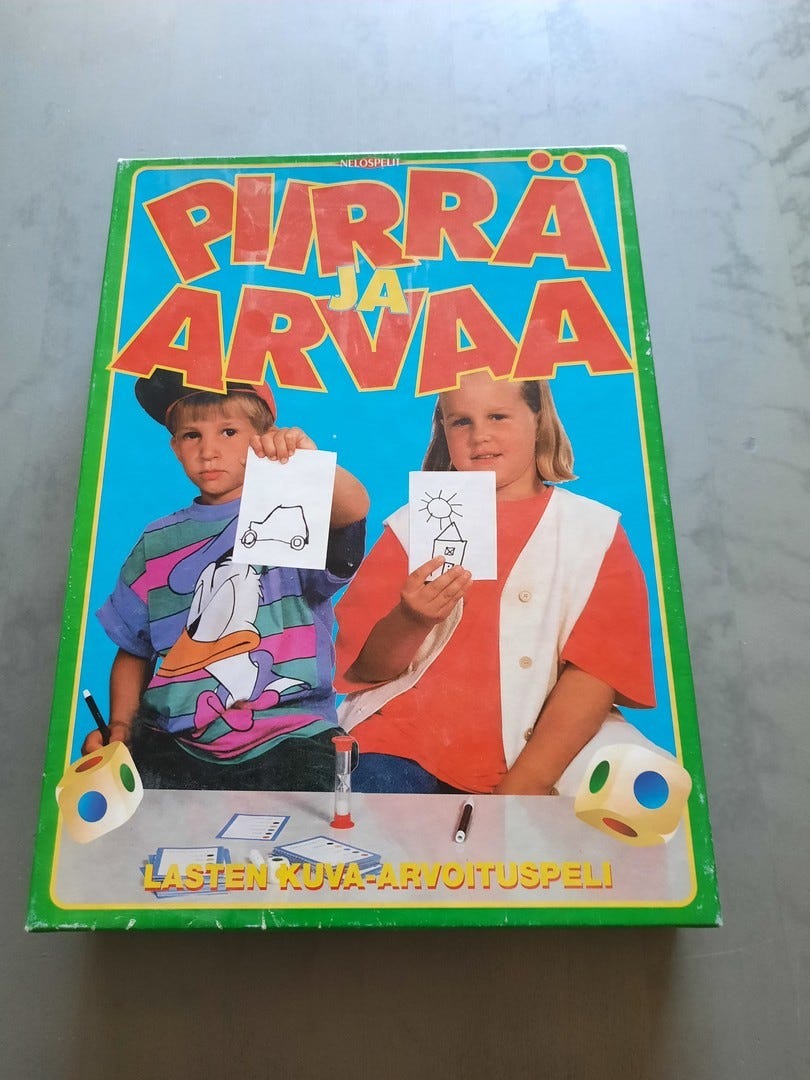 NELOSPELIT
PIIRRÄ
JA
ARVAA
LASTEN KUVA-ARVOITUSPELI